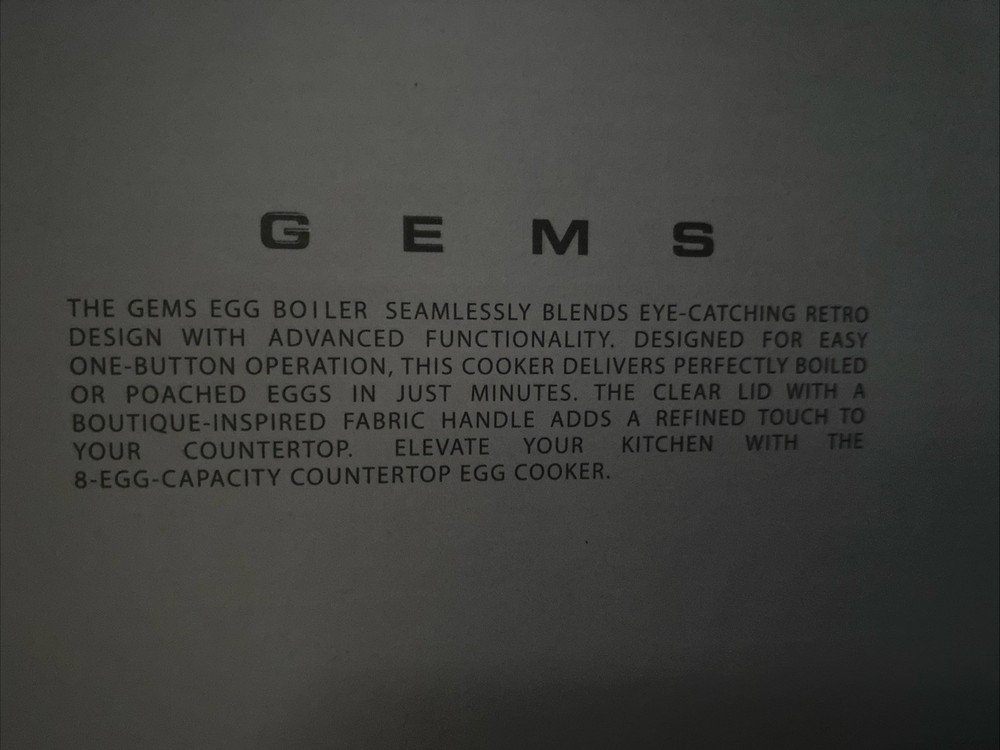 GEMS
THE GEMS EGG BOILER SEAMLESSLY BLENDS EYE-CATCHING RETRO
DESIGN WITH ADVANCED FUNCTIONALITY. DESIGNED FOR EASY
ONE-BUTTON OPERATION, THIS COOKER DELIVERS PERFECTLY BOILED
OR POACHED EGGS IN JUST MINUTES. THE CLEAR LID WITH A
BOUTIQUE-INSPIRED FABRIC HANDLE ADDS A REFINED TOUCH TO
YOUR COUNTERTOP. ELEVATE YOUR KITCHEN WITH THE
8-EGG-CAPACITY COUNTERTOP EGG COOKER.